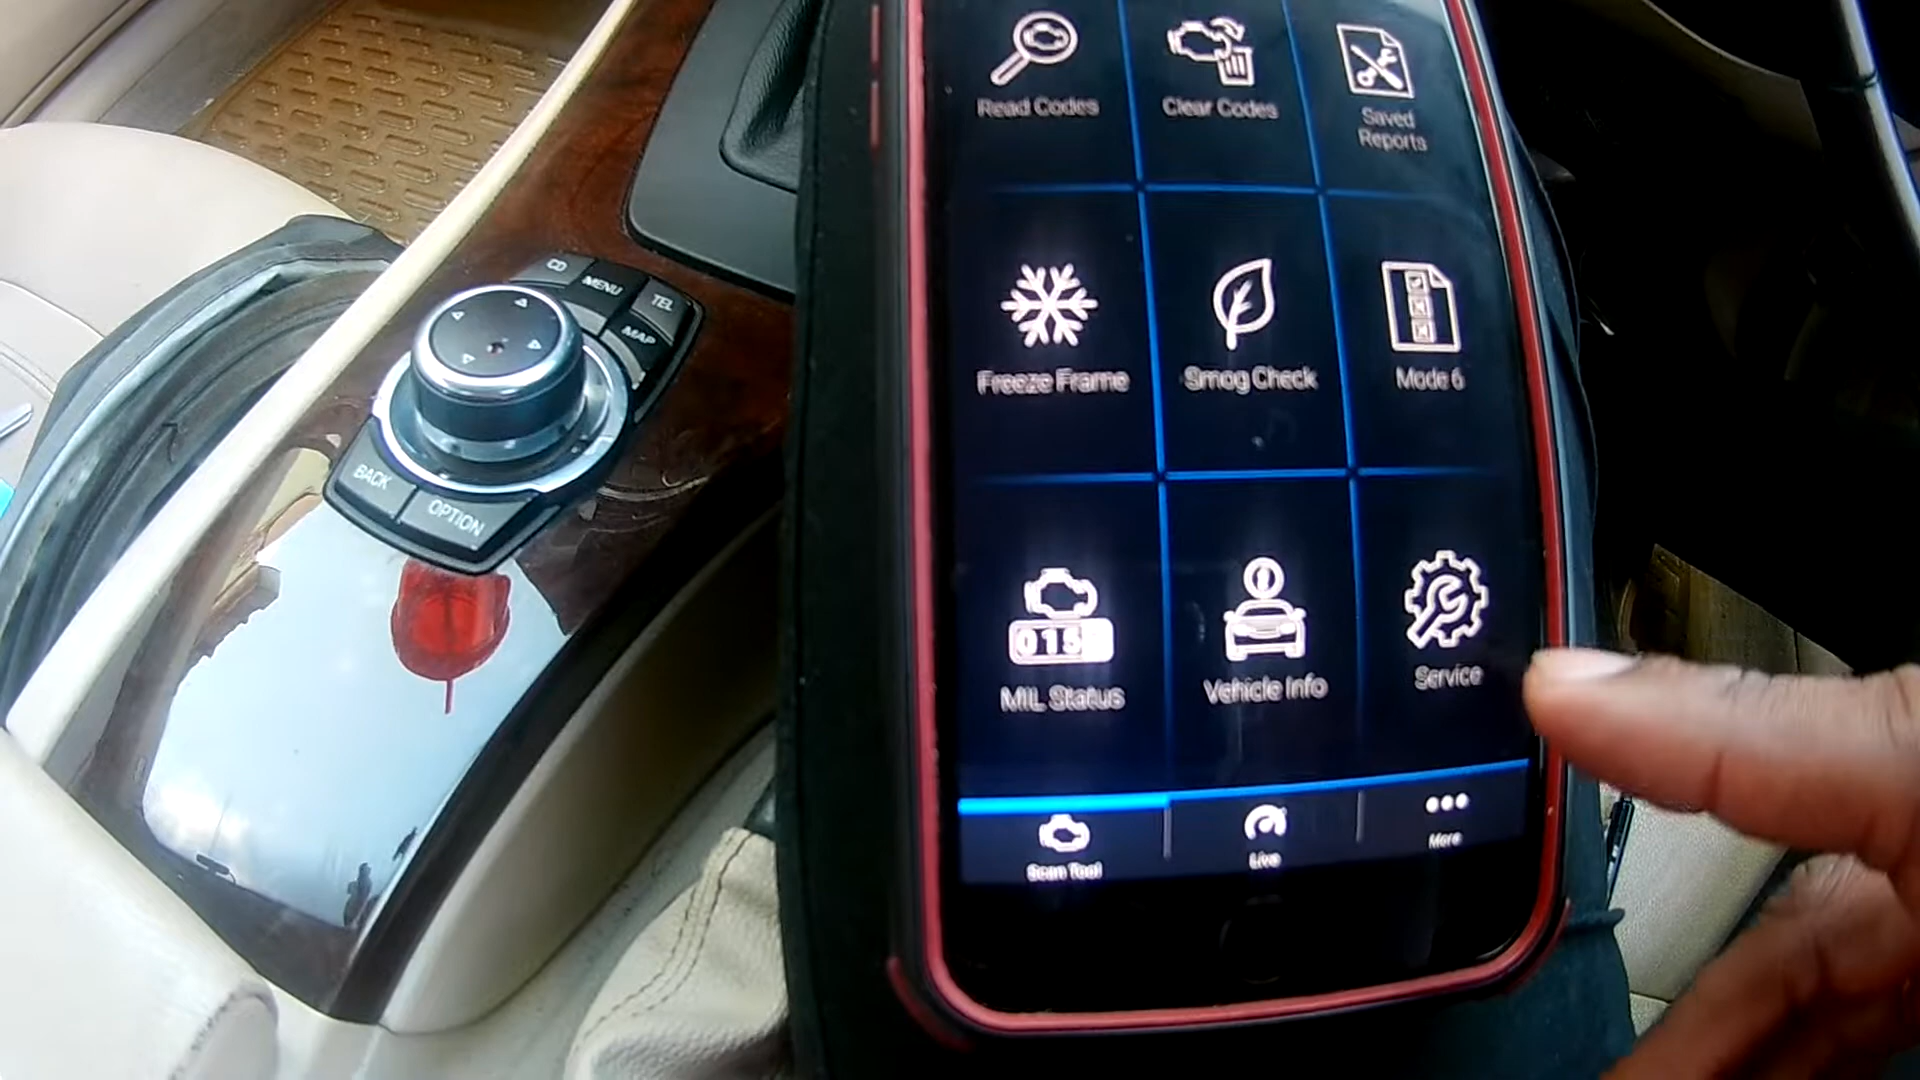 Read Codes
Clear Codes
Saved
Reports
Freeze Frame
Smog Check
Mode 6
015
MIL Status
Vehicle Info
Service
Scan Tool
Live
More
CD
MENU
TEL
MAP
BACK
OPTION